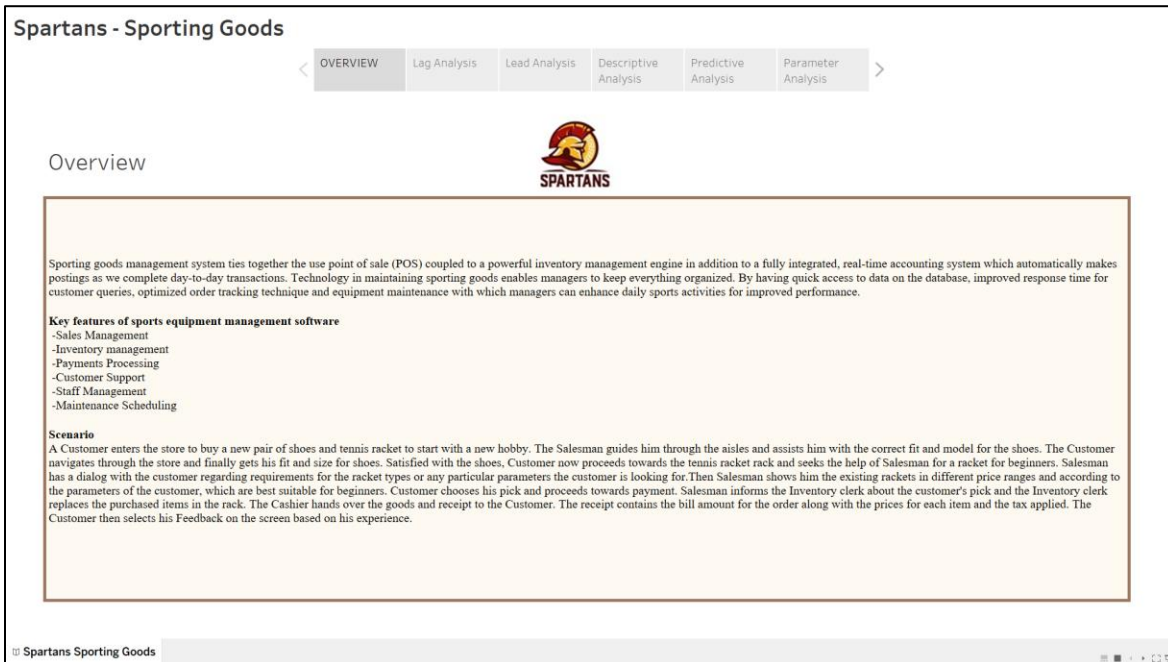 Spartans - Sporting Goods
OVERVIEW
Lag Analysis
Lead Analysis
Descriptive
Analysis
Predictive
Analysis
Parameter
Analysis
Overview
SPARTANS
Sporting goods management system ties together the use point of sale (POS) coupled to a powerful inventory management engine in addition to a fully integrated, real-time accounting system which automatically makes
postings as we complete day-to-day transactions. Technology in maintaining sporting goods enables managers to keep everything organized. By having quick access to data on the database, improved response time for
customer queries, optimized order tracking technique and equipment maintenance with which managers can enhance daily sports activities for improved performance.
Key features of sports equipment management software
-Sales Management
-Inventory management
-Payments Processing
-Customer Support
-Staff Management
-Maintenance Scheduling
Scenario
A Customer enters the store to buy a new pair of shoes and tennis racket to start with a new hobby. The Salesman guides him through the aisles and assists him with the correct fit and model for the shoes. The Customer
navigates through the store and finally gets his fit and size for shoes. Satisfied with the shoes, Customer now proceeds towards the tennis racket rack and seeks the help of Salesman for a racket for beginners. Salesman
has a dialog with the customer regarding requirements for the racket types or any particular parameters the customer is looking for.Then Salesman shows him the existing rackets in different price ranges and according to
the parameters of the customer, which are best suitable for beginners. Customer chooses his pick and proceeds towards payment. Salesman informs the Inventory clerk about the customer's pick and the Inventory clerk
replaces the purchased items in the rack. The Cashier hands over the goods and receipt to the Customer. The receipt contains the bill amount for the order along with the prices for each item and the tax applied. The
Customer then selects his Feedback on the screen based on his experience.
Spartans Sporting Goods